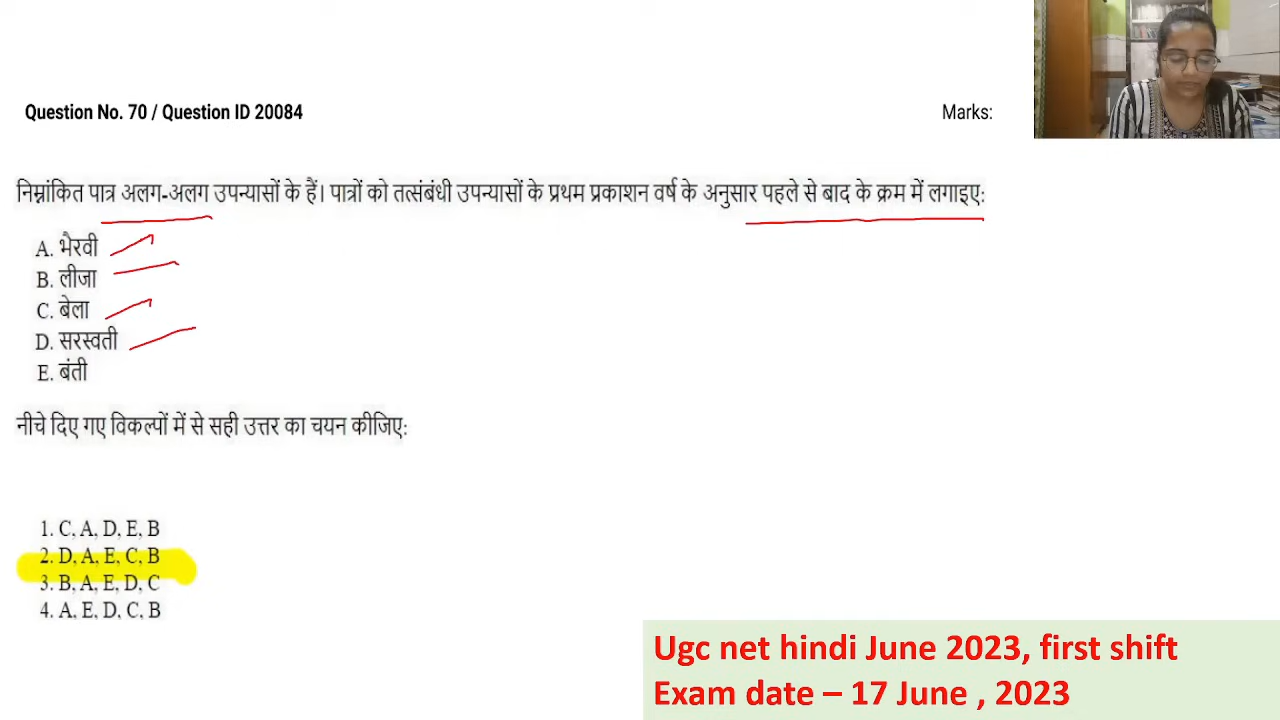 Question No. 70 / Question ID 20084
Marks:
निम्नांकित पात्र अलग-अलग उपन्यासों के हैं। पात्रों को तत्संबंधी उपन्यासों के प्रथम प्रकाशन वर्ष के अनुसार पहले से बाद के क्रम में लगाइए:
A. भैरवी
B. लीजा
C. बेला
D. सरस्वती
E. बंती
नीचे दिए गए विकल्पों में से सही उत्तर का चयन कीजिए:
1. C, A, D, E, B
2. D, A, E, C, B
3. B, A, E, D, C
4. A, E, D, C, B
Ugc net hindi June 2023, first shift
Exam date – 17 June , 2023